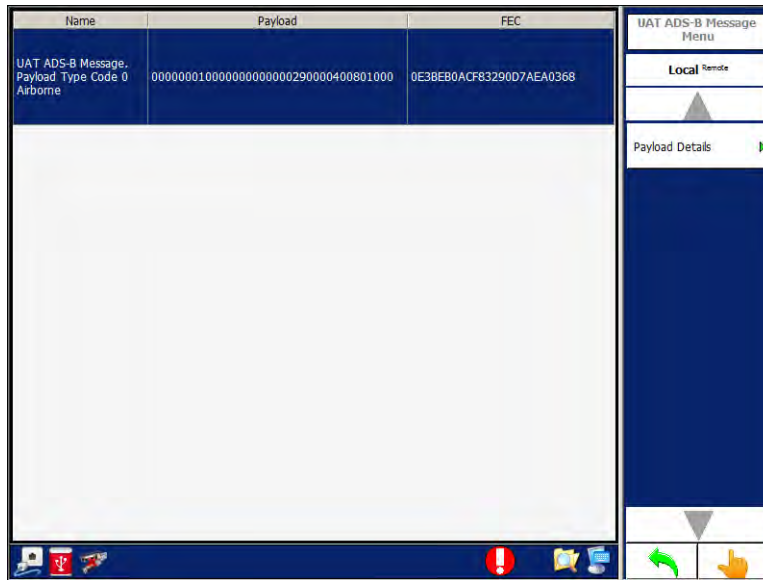 Name Payload FEC
UAT ADS-B Message.
Payload Type Code 0
Airborne
000000010000000000000290000400801000
0E3BEB0ACF83290D7AEA0368
UAT ADS-B Message
Menu
Local Remote
Payload Details